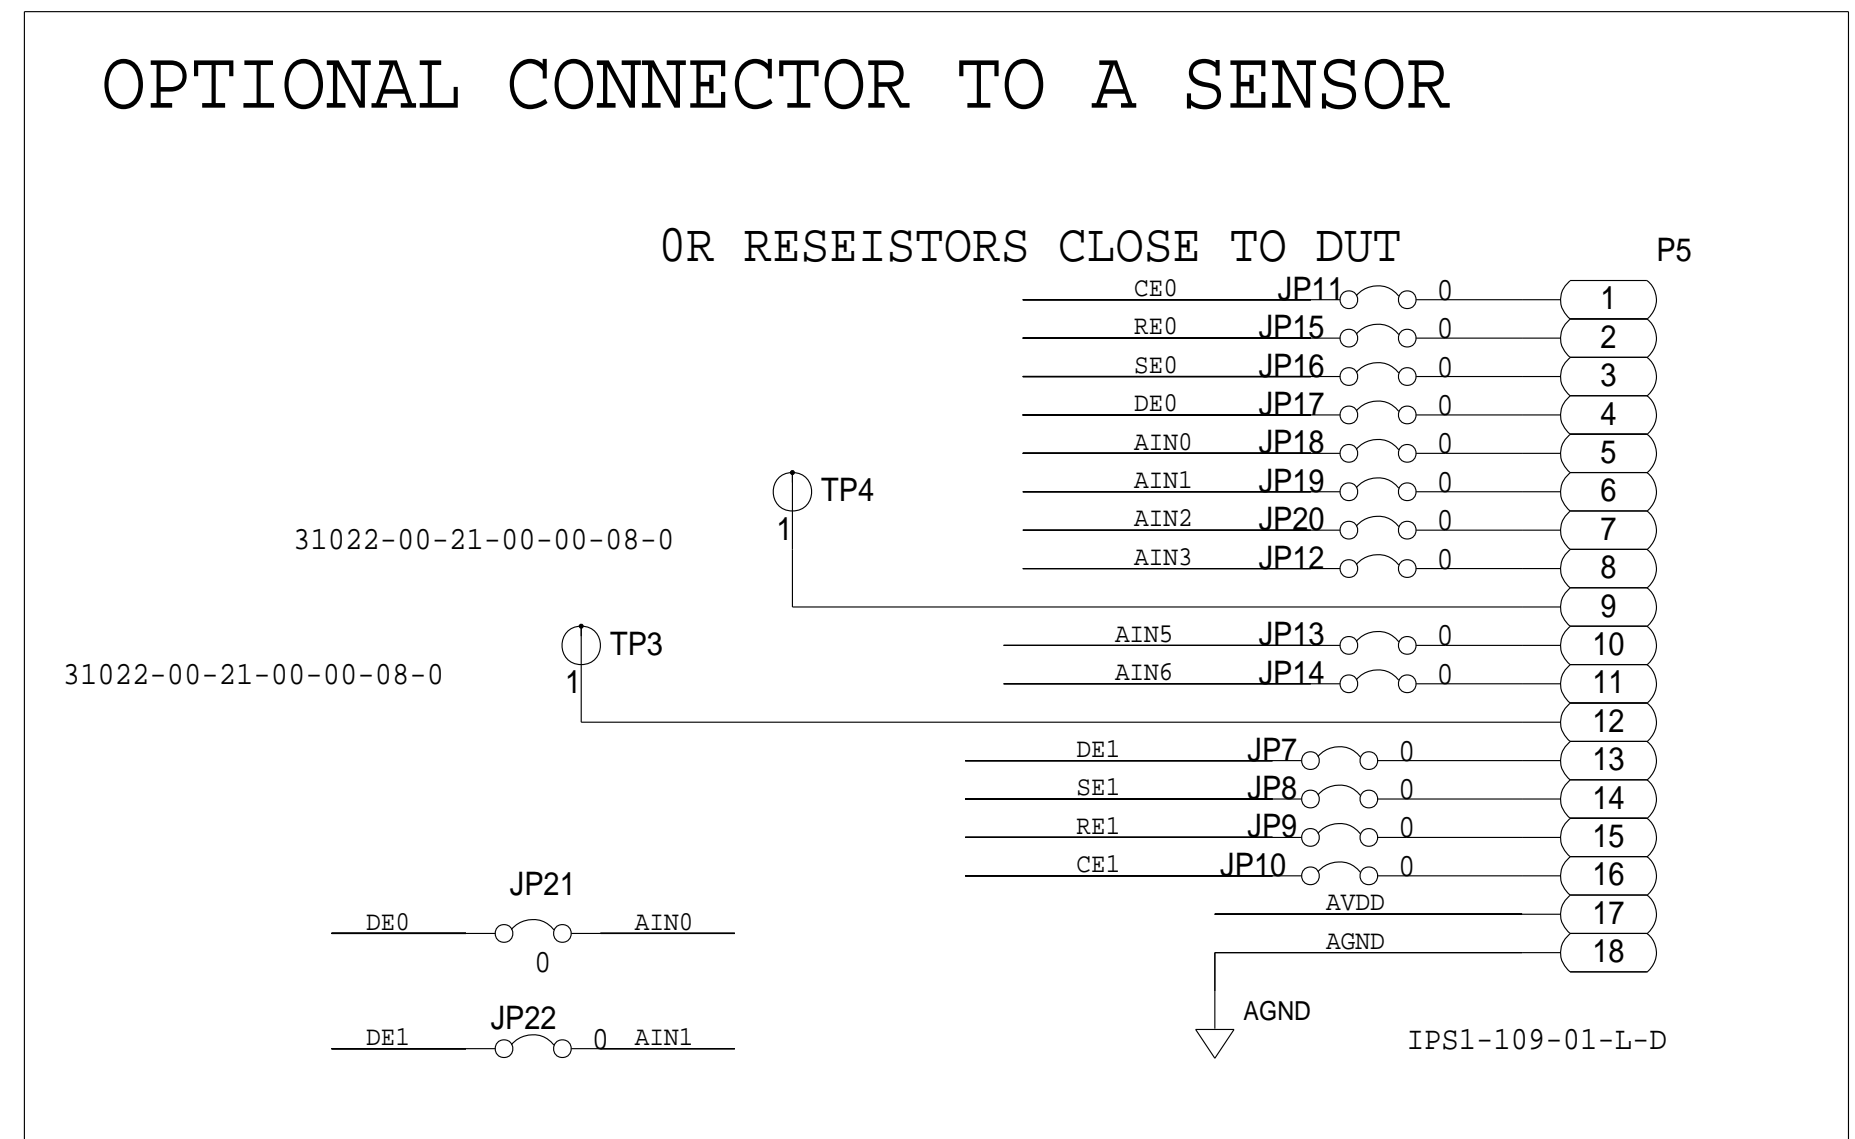 OPTIONAL CONNECTOR TO A SENSOR
0R RESEISTORS CLOSE TO DUT
P5
CE0 JP11 0 1
RE0 JP15 0 2
SE0 JP16 0 3
DE0 JP17 0 4
AIN0 JP18 0 5
AIN1 JP19 0 6
TP4
1
31022-00-21-00-00-08-0
AIN2 JP20 0 7
AIN3 JP12 0 8
9
AIN5 JP13 0 10
TP3
1
31022-00-21-00-00-08-0
AIN6 JP14 0 11
12
DE1 JP7 0 13
SE1 JP8 0 14
RE1 JP9 0 15
CE1 JP10 0 16
AVDD 17
AGND 18
AGND
IPS1-109-01-L-D
JP21
DE0 AIN0
0
JP22
DE1 0 AIN1